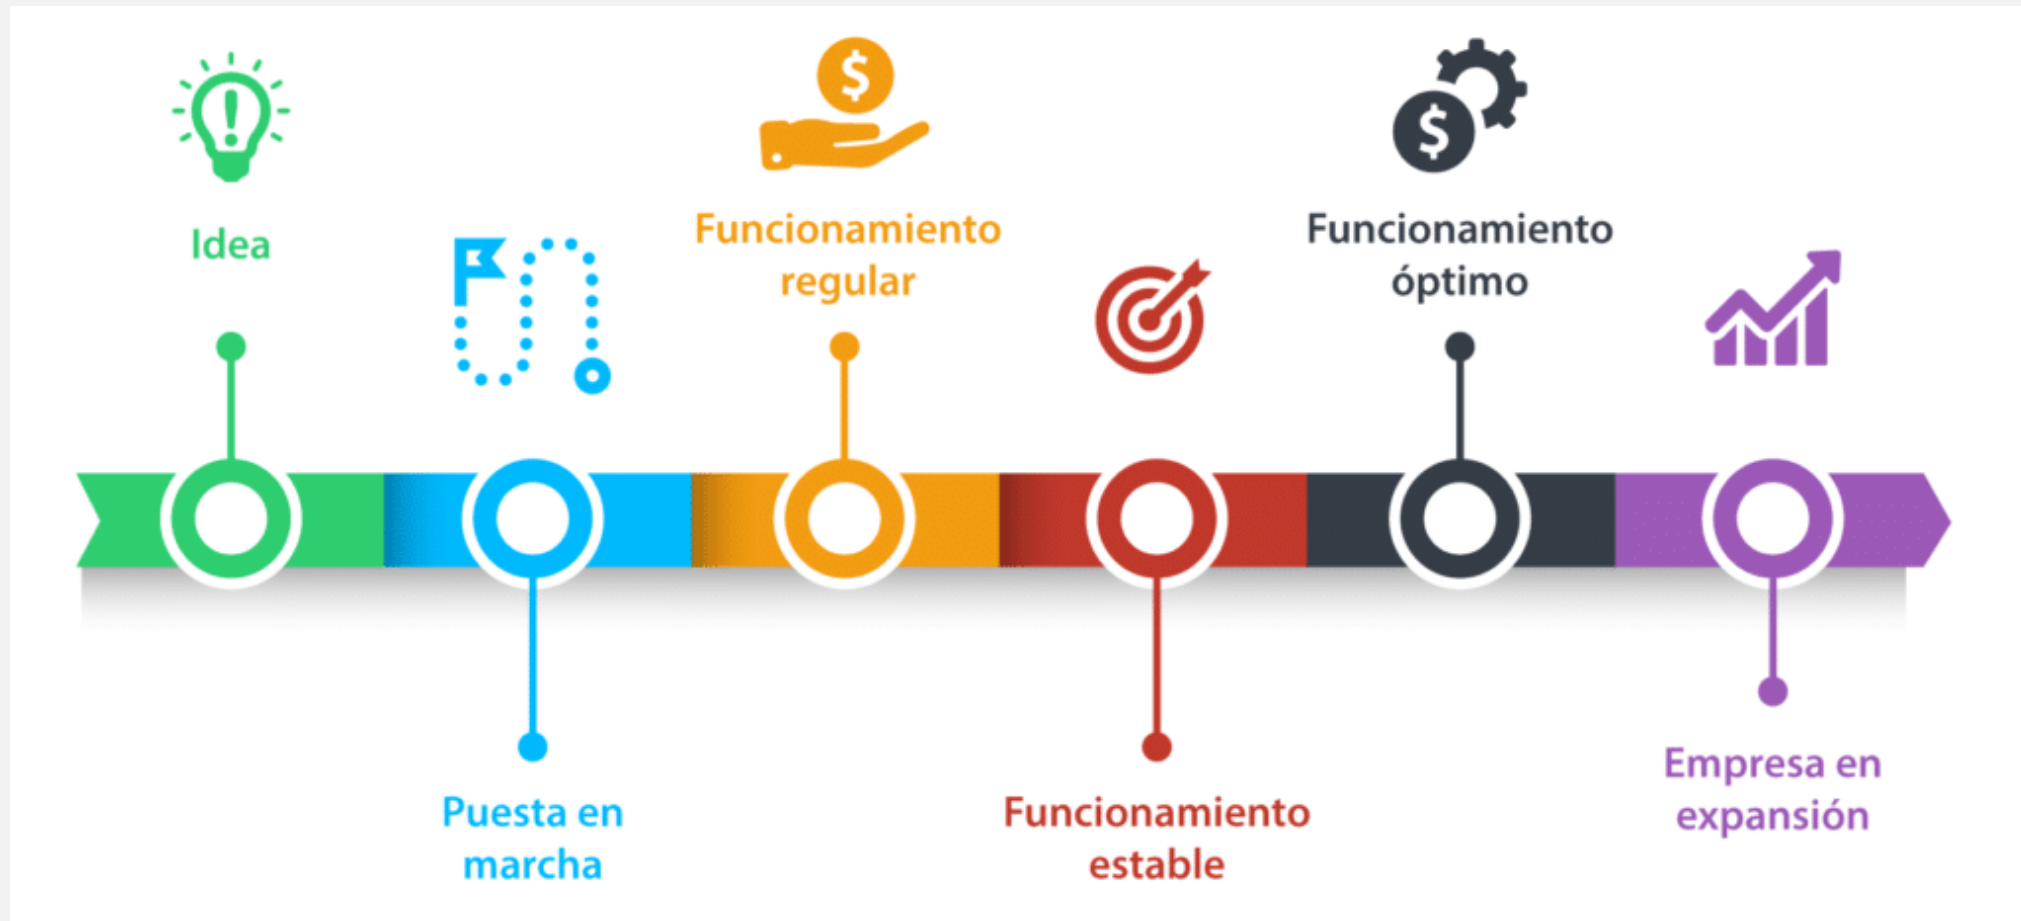 Idea
Puesta en
marcha
Funcionamiento
regular
Funcionamiento
estable
Funcionamiento
óptimo
Empresa en
expansión